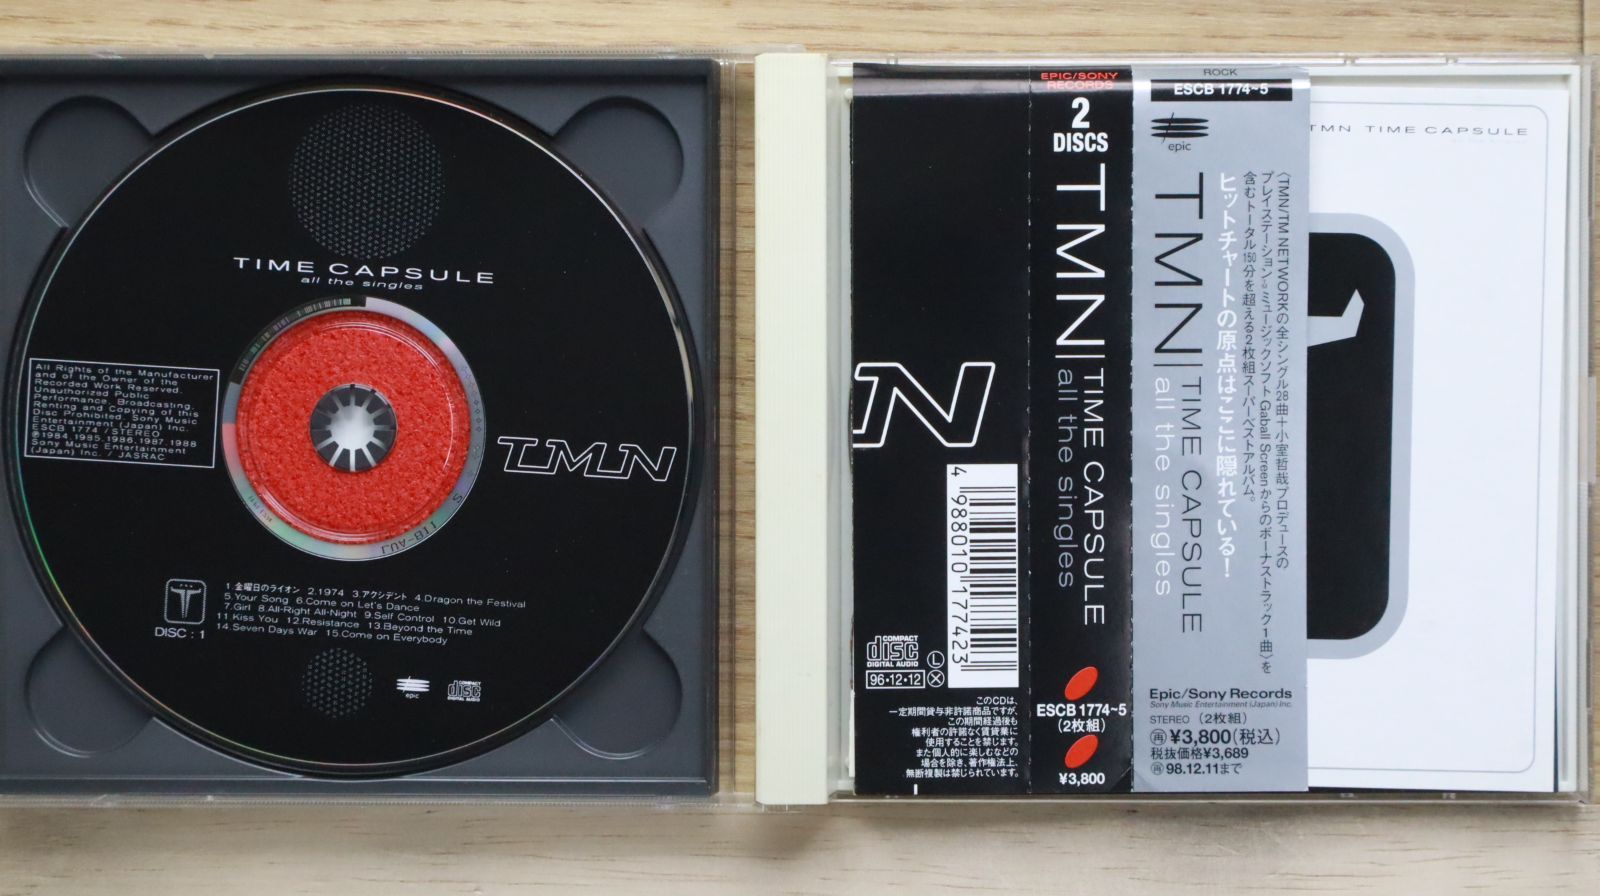 TIME CAPSULE
all the singles
All Rights of the Manufacturer
and of the Owner of the
Recorded Work Reserved.
Unauthorized Public
Performance, Broadcasting,
Renting and Copying of this
Disc Prohibited. Sony Music
Entertainment (Japan) Inc.
ESCB 1774 / STEREO
℗1984,1985,1986,1987,1988
Sony Music Entertainment
(Japan) Inc. / JASRAC
TMN
1.金曜日のライオン 2.1974 3.アクシデント 4.Dragon the Festival
5.Your Song 6.Come on Let's Dance
7.Girl 8.All-Right All-Night 9.Self Control 10.Get Wild
11.Kiss You 12.Resistance 13.Beyond the Time
14.Seven Days War 15.Come on Everybody
T
DISC : 1
epic
COMPACT
disc
DIGITAL AUDIO
N
4 988010 177423
COMPACT
disc
DIGITAL AUDIO
L
96・12・12
X
このCDは、
一定期間貸与非許諾商品ですが、
この期間経過後も
権利者の許諾なく賃貸業に
使用することを禁じます。
また個人的に楽しむなどの
場合を除き、著作権法上、
無断複製は禁じられています。
EPIC/SONY
RECORDS
2
DISCS
TMN|TIME CAPSULE
all the singles
ESCB 1774~5
(2枚組)
¥3,800
ROCK
ESCB 1774~5
epic
〈TMN/TM NETWORKの全シングル28曲+小室哲哉プロデュースの
プレイステーションTMミュージックソフト Gaball Screenからのボーナストラック1曲〉を
含むトータル150分を超える2枚組スーパーベストアルバム。
ヒットチャートの原点はここに隠れている!
TMN|TIME CAPSULE
all the singles
Epic/Sony Records
Sony Music Entertainment (Japan) Inc.
STEREO (2枚組)
再¥3,800(税込)
税抜価格¥3,689
再98.12.11まで
TMN TIME CAPSULE